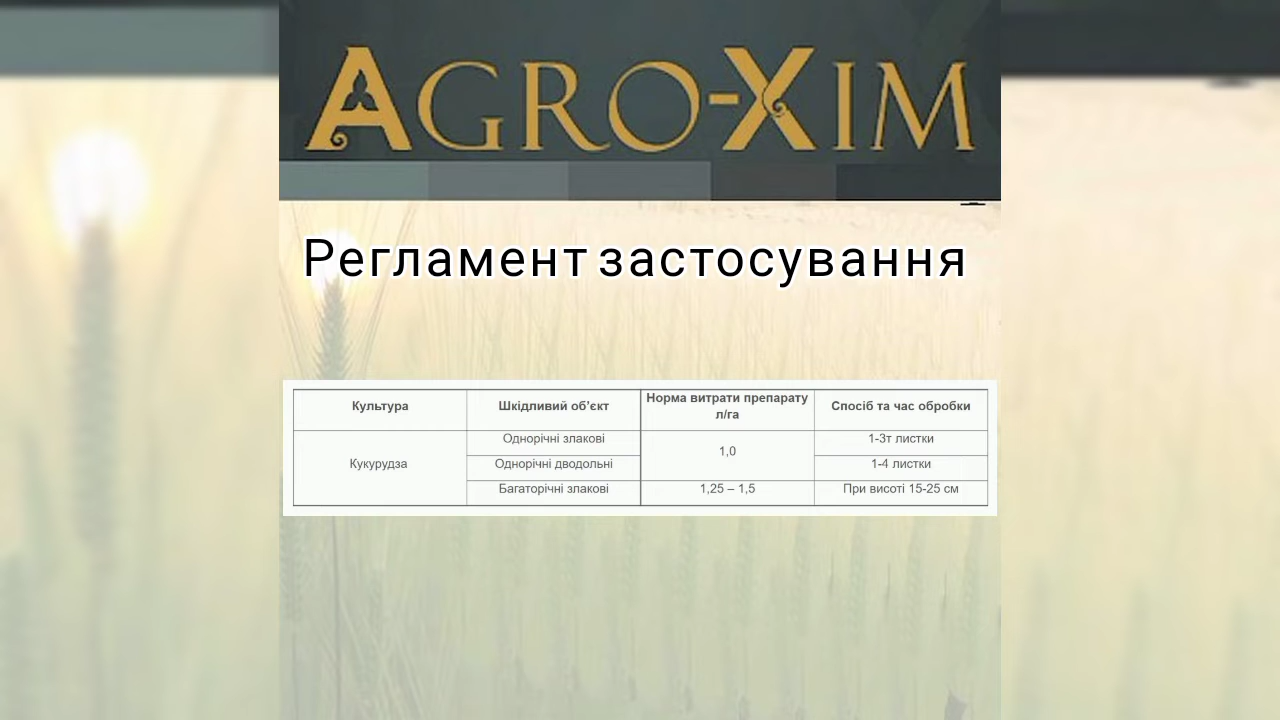 AGRO-XIM
Регламент застосування
Культура
Шкідливий об'єкт
Норма витрати препарату
л/га
Спосіб та час обробки
Кукурудза
Однорічні злакові
1,0
1-3т листки
Однорічні дводольні
1-4 листки
Багаторічні злакові
1,25 – 1,5
При висоті 15-25 см